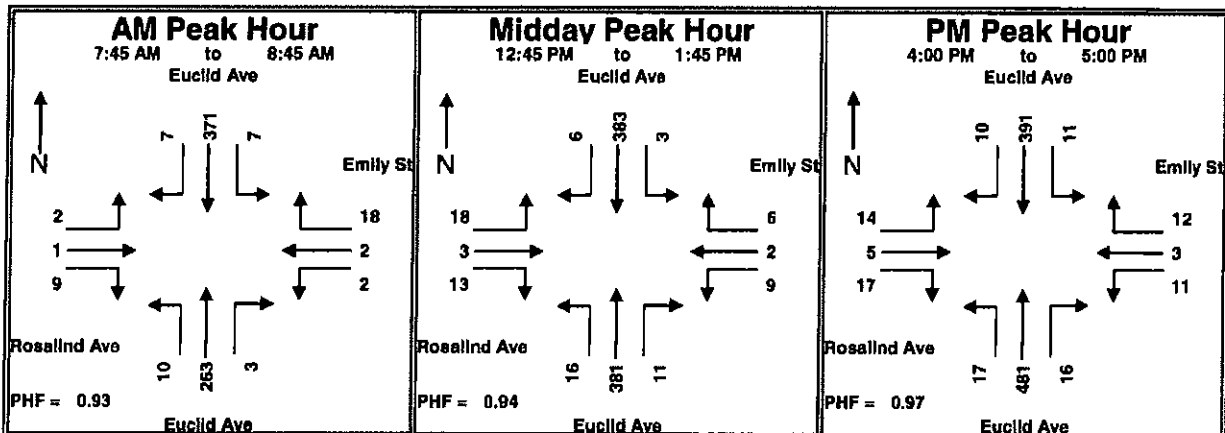 AM Peak Hour
7:45 AM to 8:45 AM
Euclid Ave
N
7 371 7
Emily St
2
1
9
18
2
2
Rosalind Ave
10 263 3
PHF = 0.93
Euclid Ave
Midday Peak Hour
12:45 PM to 1:45 PM
Euclid Ave
N
6 383 3
Emily St
18
3
13
6
2
9
Rosalind Ave
16 381 11
PHF = 0.94
Euclid Ave
PM Peak Hour
4:00 PM to 5:00 PM
Euclid Ave
N
10 391 11
Emily St
14
5
17
12
3
11
Rosalind Ave
17 481 16
PHF = 0.97
Euclid Ave